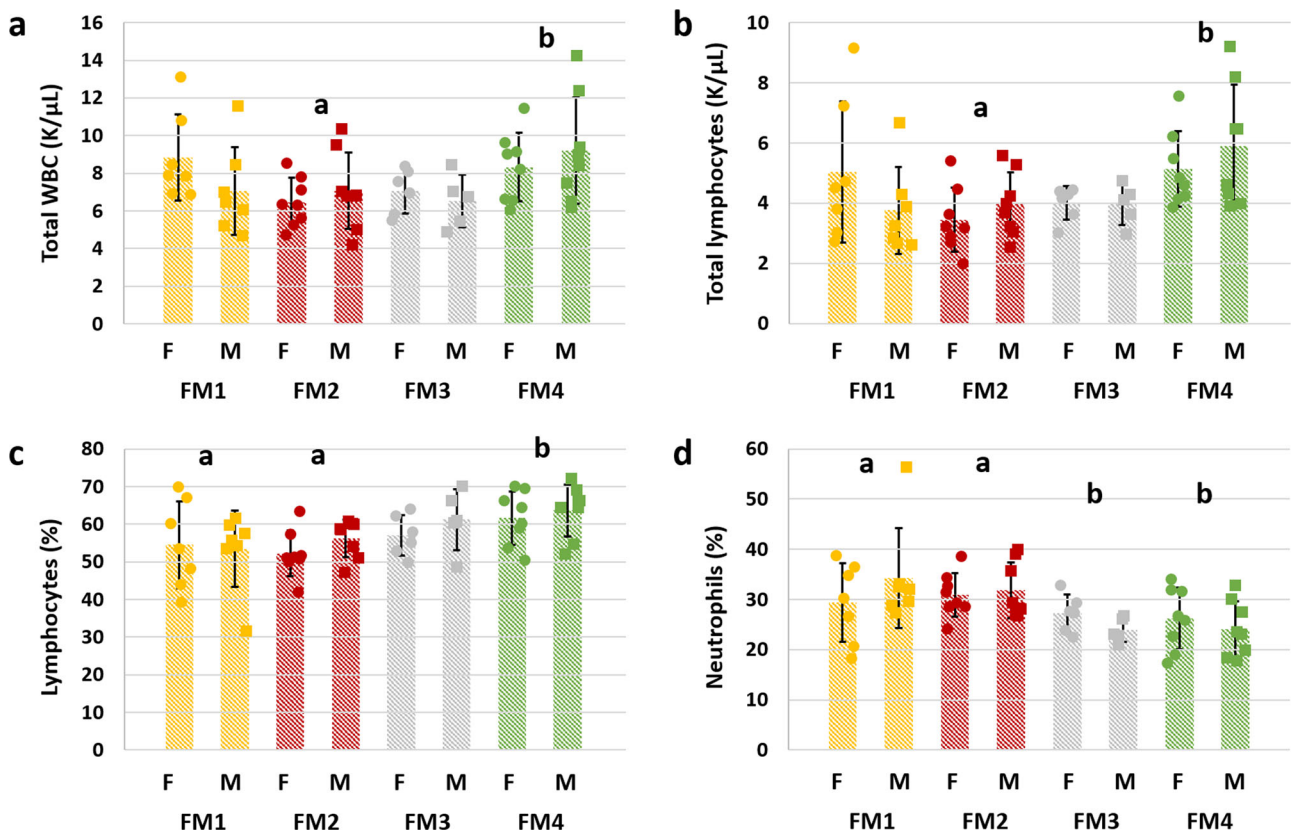 a
Total WBC (K/µL)
16
14
12
10
8
6
4
2
0
a
b
F M F M F M F M
FM1 FM2 FM3 FM4
b
Total lymphocytes (K/µL)
10
8
6
4
2
0
a
b
F M F M F M F M
FM1 FM2 FM3 FM4
c
Lymphocytes (%)
80
70
60
50
40
30
20
10
0
a a b
F M F M F M F M
FM1 FM2 FM3 FM4
d
Neutrophils (%)
60
50
40
30
20
10
0
a a b b
F M F M F M F M
FM1 FM2 FM3 FM4